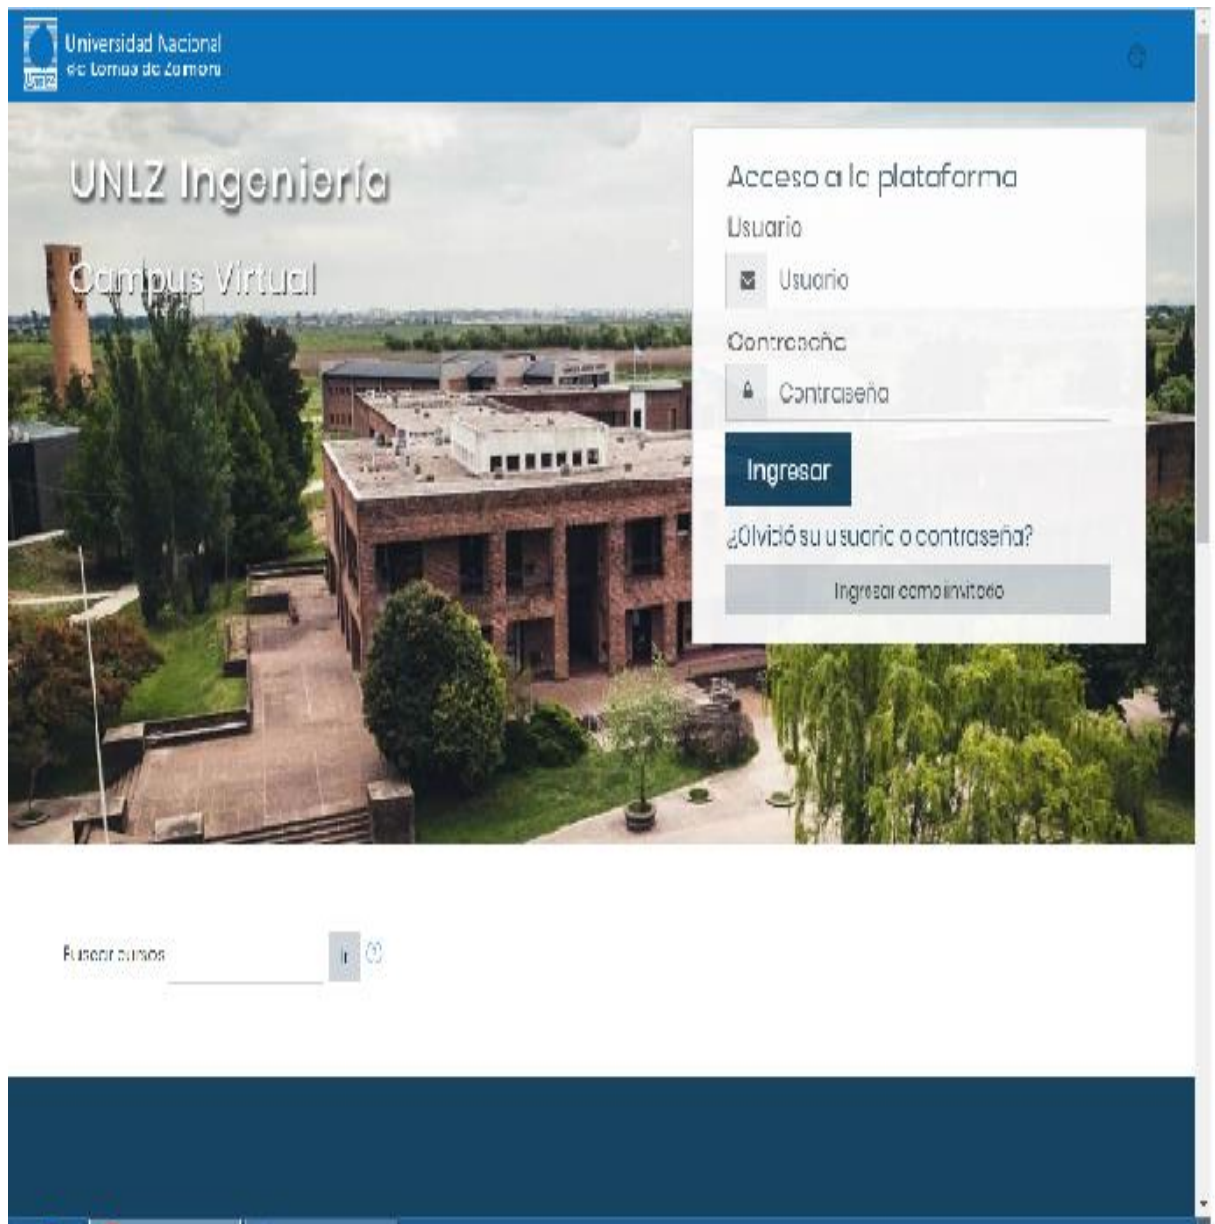 Universidad Nacional
de Lomas de Zamora
UNLZ Ingeniería
Campus Virtual
Acceso a la plataforma
Usuario
Usuario
Contraseña
Contraseña
Ingresar
¿Olvidó su usuario o contraseña?
Ingresar como invitado
Buscar cursos
Ir